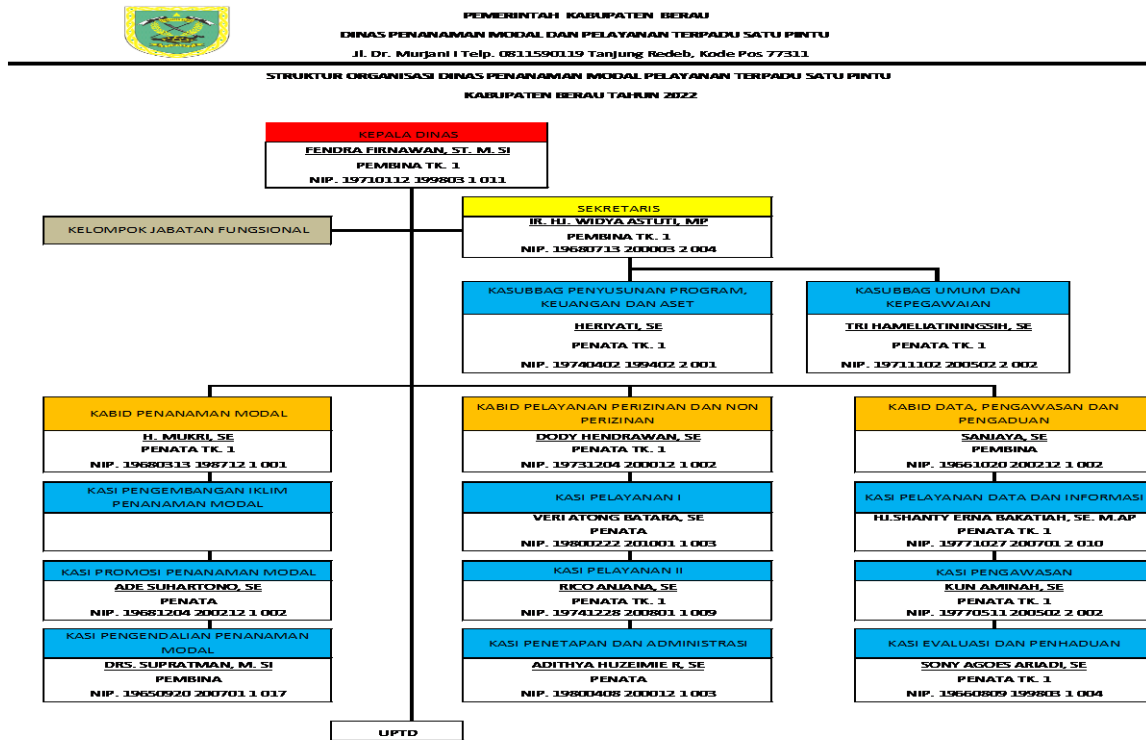 PEMERINTAH KABUPATEN BERAU
DINAS PENANAMAN MODAL DAN PELAYANAN TERPADU SATU PINTU
Jl. Dr. Murjani I Telp. 0811590119 Tanjung Redeb, Kode Pos 77311
STRUKTUR ORGANISASI DINAS PENANAMAN MODAL PELAYANAN TERPADU SATU PINTU
KABUPATEN BERAU TAHUN 2022
KEPALA DINAS
FENDRA FIRNAWAN, ST. M. SI
PEMBINA TK. 1
NIP. 19710112 199803 1 011
KELOMPOK JABATAN FUNGSIONAL
SEKRETARIS
IR. HJ. WIDYA ASTUTI, MP
PEMBINA TK. 1
NIP. 19680713 200003 2 004
KASUBBAG PENYUSUNAN PROGRAM,
KEUANGAN DAN ASET
HERIYATI, SE
PENATA TK. 1
NIP. 19740402 199402 2 001
KASUBBAG UMUM DAN
KEPEGAWAIAN
TRI HAMELIATININGSIH, SE
PENATA TK. 1
NIP. 19711102 200502 2 002
KABID PENANAMAN MODAL
H. MUKRI, SE
PENATA TK. 1
NIP. 19680313 198712 1 001
KASI PENGEMBANGAN IKLIM
PENANAMAN MODAL
KASI PROMOSI PENANAMAN MODAL
ADE SUHARTONO, SE
PENATA
NIP. 19681204 200212 1 002
KASI PENGENDALIAN PENANAMAN
MODAL
DRS. SUPRATMAN, M. SI
PEMBINA
NIP. 19650920 200701 1 017
KABID PELAYANAN PERIZINAN DAN NON
PERIZINAN
DODY HENDRAWAN, SE
PENATA TK. 1
NIP. 19731204 200012 1 002
KASI PELAYANAN I
VERI ATONG BATARA, SE
PENATA
NIP. 19800222 201001 1 003
KASI PELAYANAN II
RICO ANJANA, SE
PENATA TK. 1
NIP. 19741228 200801 1 009
KASI PENETAPAN DAN ADMINISTRASI
ADITHYA HUZEIMIE R, SE
PENATA
NIP. 19800408 200012 1 003
KABID DATA, PENGAWASAN DAN
PENGADUAN
SANJAYA, SE
PEMBINA
NIP. 19661020 200212 1 002
KASI PELAYANAN DATA DAN INFORMASI
HJ.SHANTY ERNA BAKATIAH, SE. M.AP
PENATA TK. 1
NIP. 19771027 200701 2 010
KASI PENGAWASAN
KUN AMINAH, SE
PENATA TK. 1
NIP. 19770511 200502 2 002
KASI EVALUASI DAN PENHADUAN
SONY AGOES ARIADI, SE
PENATA TK. 1
NIP. 19660809 199803 1 004
UPTD